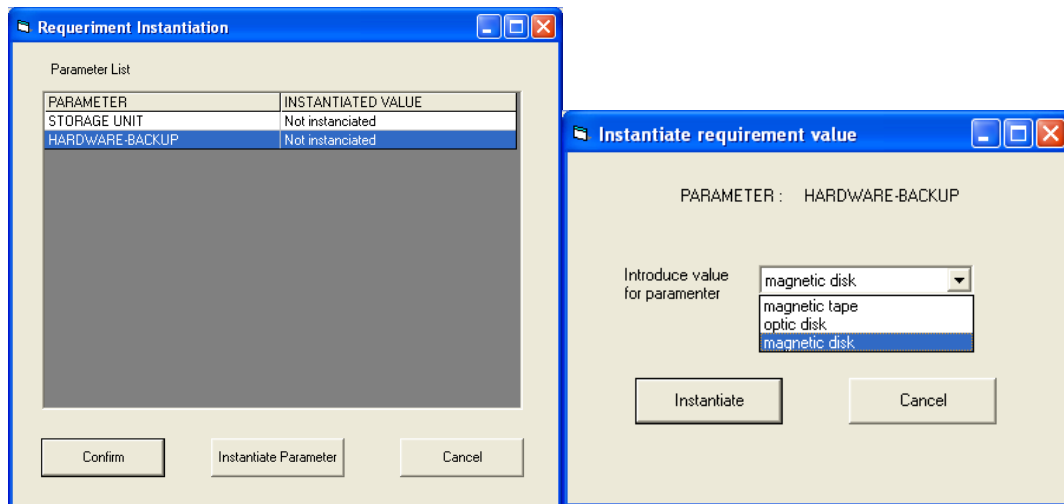 Requeriment Instantiation
Parameter List
PARAMETER INSTANTIATED VALUE
STORAGE UNIT Not instanciated
HARDWARE-BACKUP Not instanciated
Confirm Instantiate Parameter Cancel
Instantiate requirement value
PARAMETER : HARDWARE-BACKUP
Introduce value
for paramenter
magnetic disk
magnetic tape
optic disk
magnetic disk
Instantiate Cancel